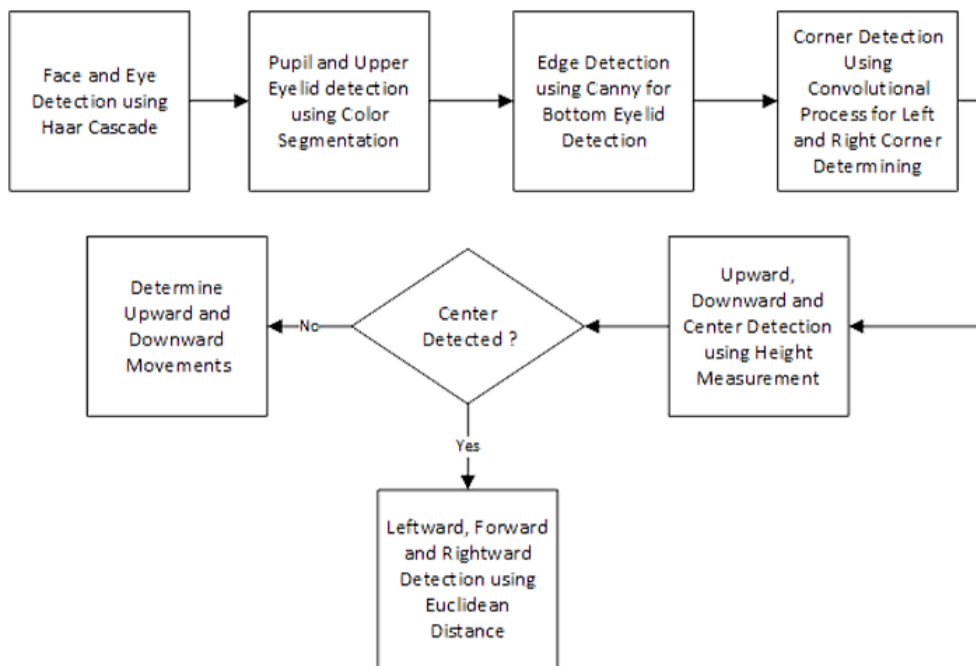 Face and Eye
Detection using
Haar Cascade
Pupil and Upper
Eyelid detection
using Color
Segmentation
Edge Detection
using Canny for
Bottom Eyelid
Detection
Corner Detection
Using
Convolutional
Process for Left
and Right Corner
Determining
Upward,
Downward and
Center Detection
using Height
Measurement
Center
Detected ?
No
Determine
Upward and
Downward
Movements
Yes
Leftward, Forward
and Rightward
Detection using
Euclidean
Distance